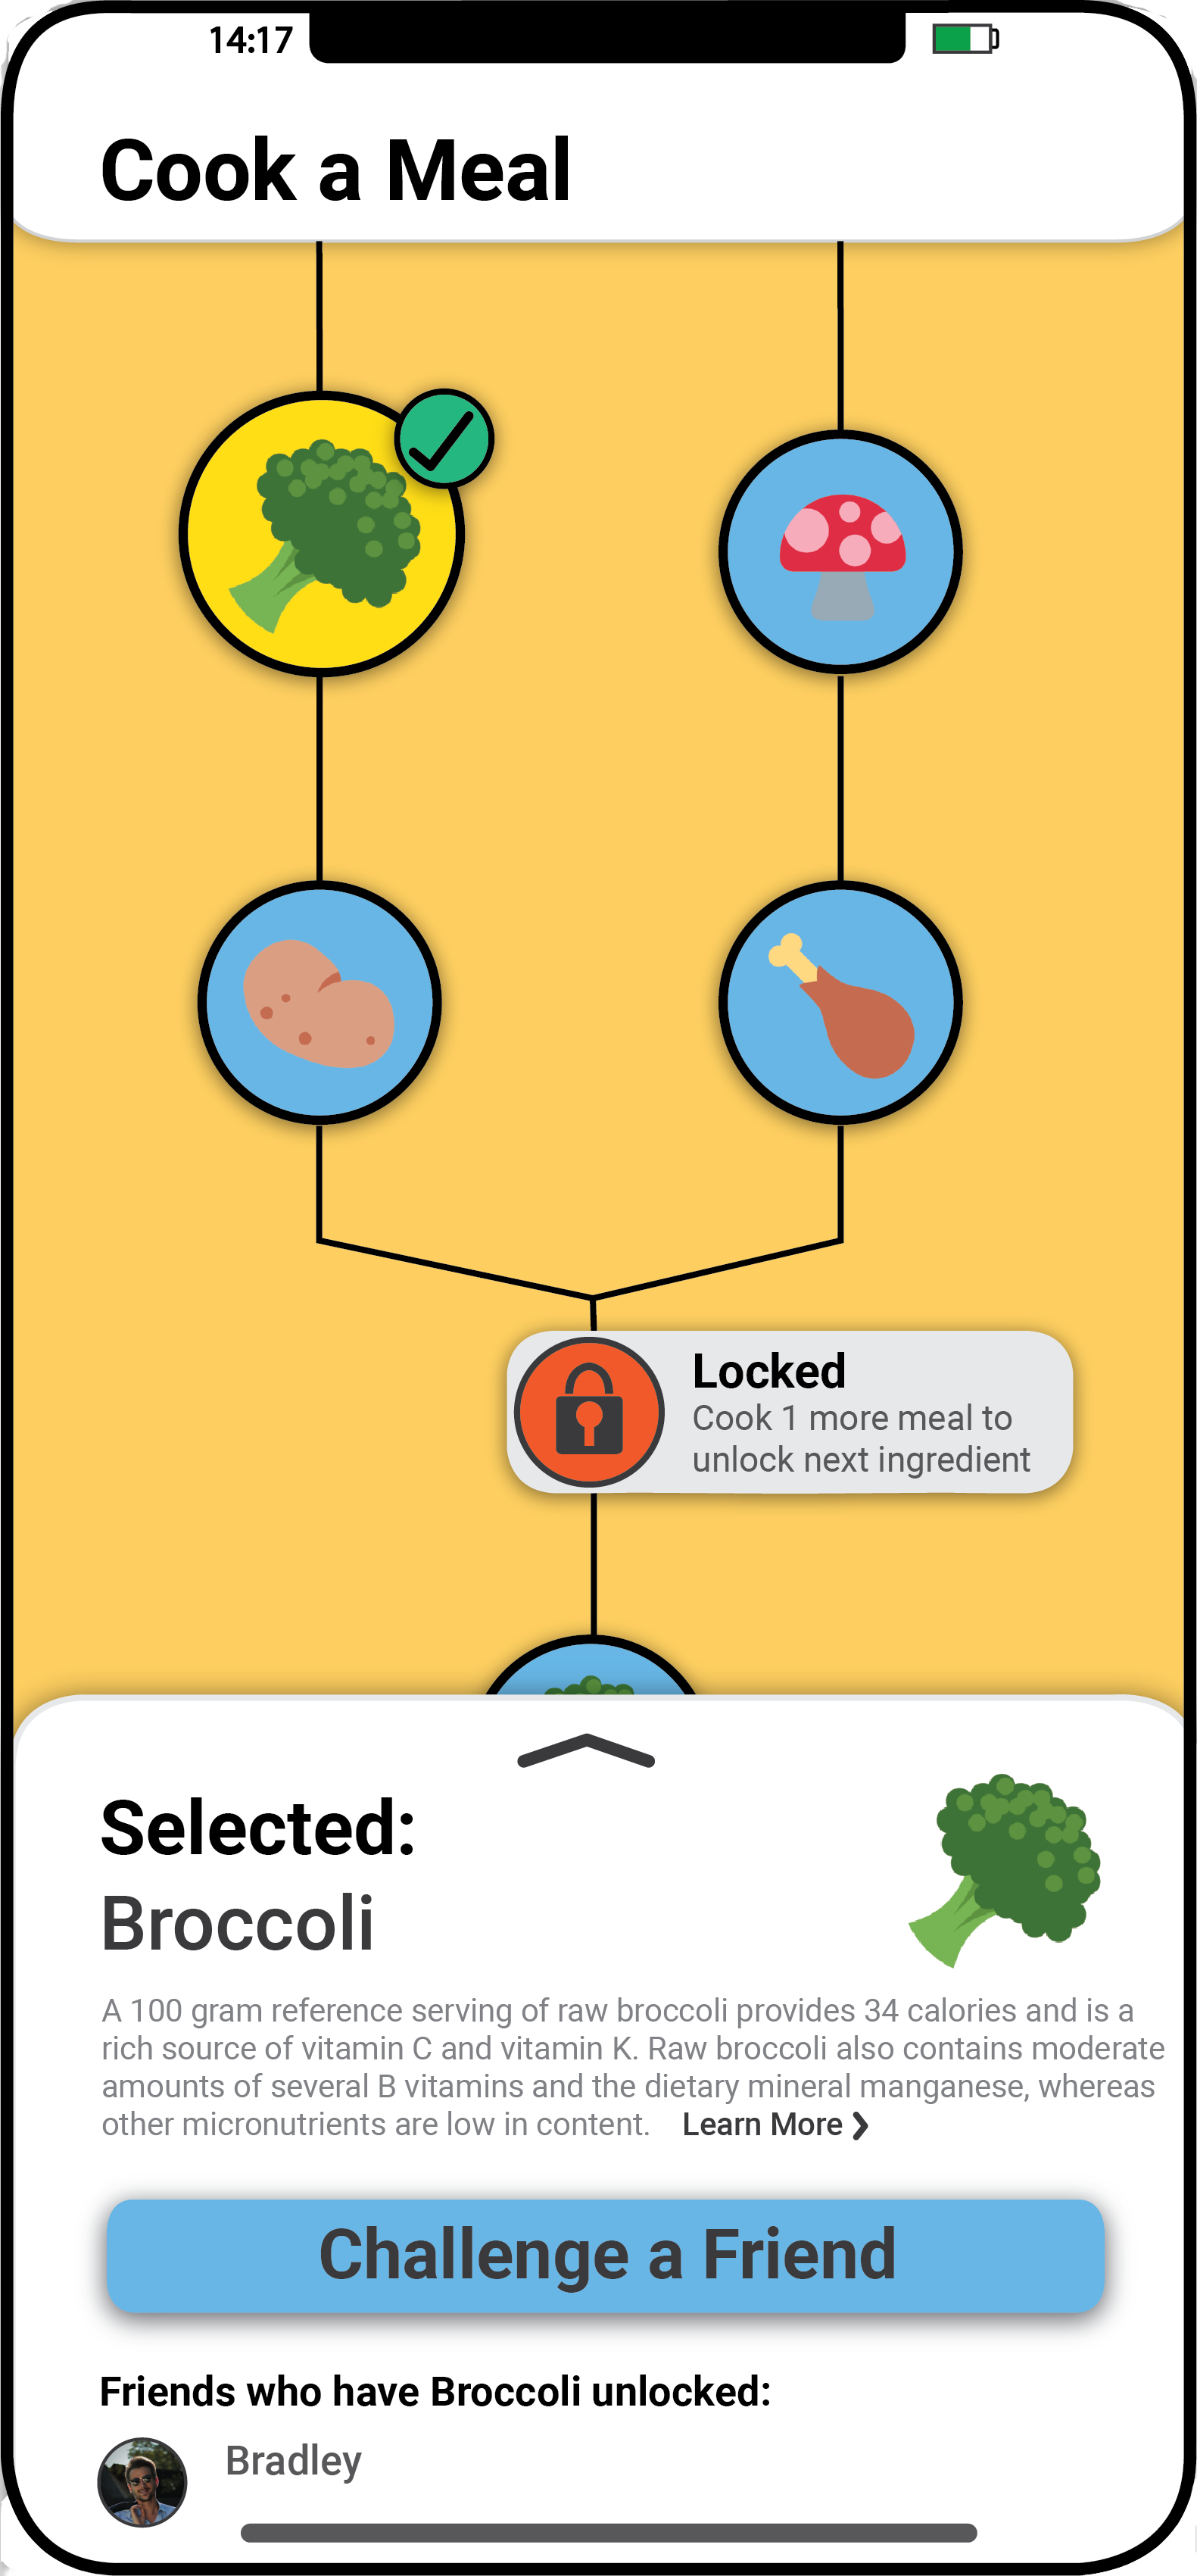 14:17
Cook a Meal
Locked
Cook 1 more meal to
unlock next ingredient
Selected:
Broccoli
A 100 gram reference serving of raw broccoli provides 34 calories and is a
rich source of vitamin C and vitamin K. Raw broccoli also contains moderate
amounts of several B vitamins and the dietary mineral manganese, whereas
other micronutrients are low in content. Learn More
Challenge a Friend
Friends who have Broccoli unlocked:
Bradley